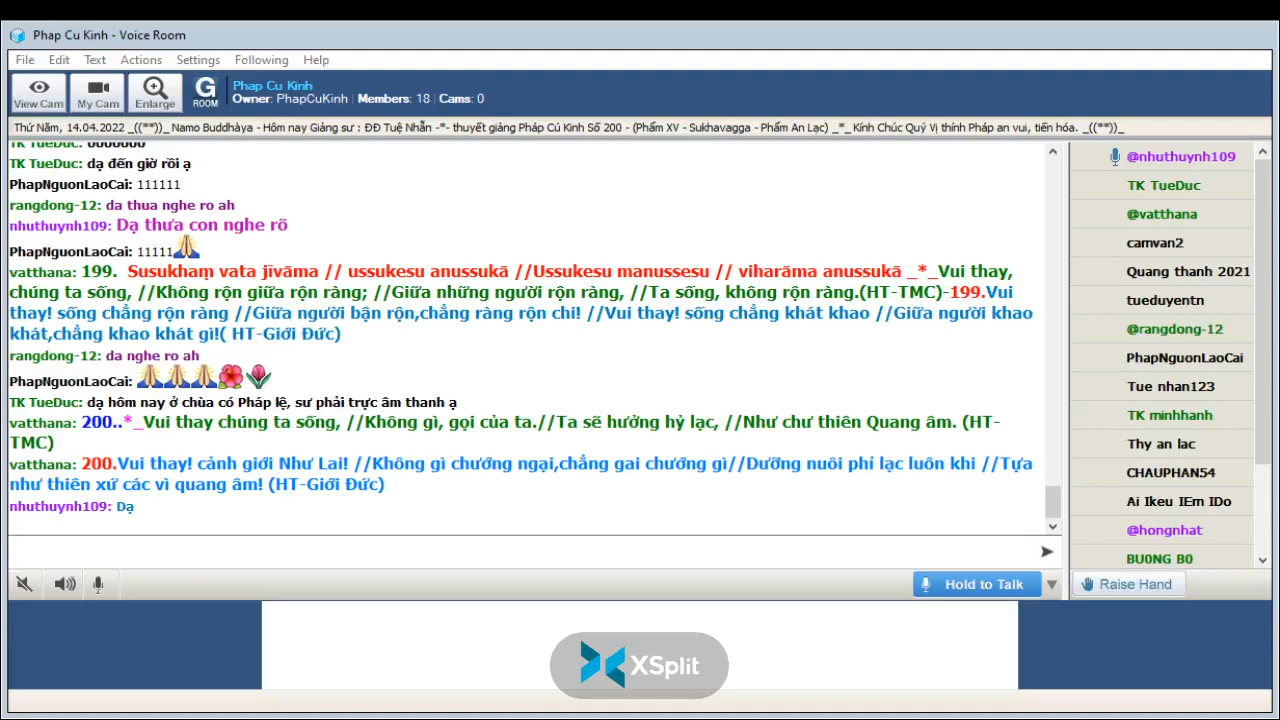 Phap Cu Kinh - Voice Room
File Edit Text Actions Settings Following Help
View Cam My Cam Enlarge G ROOM
Phap Cu Kinh
Owner: PhapCuKinh | Members: 18 | Cams: 0
Thứ Năm, 14.04.2022 _((**))_ Namo Buddhàya - Hôm nay Giảng sư : ĐĐ Tuệ Nhẫn -*- thuyết giảng Pháp Cú Kinh Số 200 - (Phẩm XV - Sukhavagga - Phẩm An Lạc) _*_ Kính Chúc Quý Vị thính Pháp an vui, tiến hóa. _((**))_
TK TueDuc: 0000000
TK TueDuc: dạ đến giờ rồi ạ
PhapNguonLaoCai: 111111
rangdong-12: da thua nghe ro ah
nhuthuynh109: Dạ thưa con nghe rõ
PhapNguonLaoCai: 11111🙏
vatthana: 199. Susukhaṃ vata jīvāma // ussukesu anussukā //Ussukesu manussesu // viharāma anussukā _*_Vui thay,
chúng ta sống, //Không rộn giữa rộn ràng; //Giữa những người rộn ràng, //Ta sống, không rộn ràng.(HT-TMC)-199.Vui
thay! sống chẳng rộn ràng //Giữa người bận rộn,chẳng ràng rộn chi! //Vui thay! sống chẳng khát khao //Giữa người khao
khát,chẳng khao khát gì!( HT-Giới Đức)
rangdong-12: da nghe ro ah
PhapNguonLaoCai: 🙏🙏🙏🌺🌷
TK TueDuc: dạ hôm nay ở chùa có Pháp lệ, sư phải trực âm thanh ạ
vatthana: 200..*_Vui thay chúng ta sống, //Không gì, gọi của ta.//Ta sẽ hưởng hỷ lạc, //Như chư thiên Quang âm. (HT-
TMC)
vatthana: 200.Vui thay! cảnh giới Như Lai! //Không gì chướng ngại,chẳng gai chướng gì//Dưỡng nuôi phỉ lạc luôn khi //Tựa
như thiên xứ các vì quang âm! (HT-Giới Đức)
nhuthuynh109: Dạ
@nhuthuynh109
TK TueDuc
@vatthana
camvan2
Quang thanh 2021
tueduyentn
@rangdong-12
PhapNguonLaoCai
Tue nhan123
TK minhhanh
Thy an lac
CHAUPHAN54
Ai Ikeu IEm IDo
@hongnhat
BU0NG B0
Hold to Talk
Raise Hand
XSplit